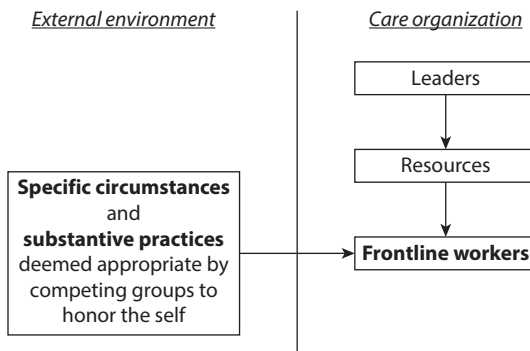 External environment
Care organization
Leaders
Resources
Specific circumstances
and
substantive practices
deemed appropriate by
competing groups to
honor the self
Frontline workers